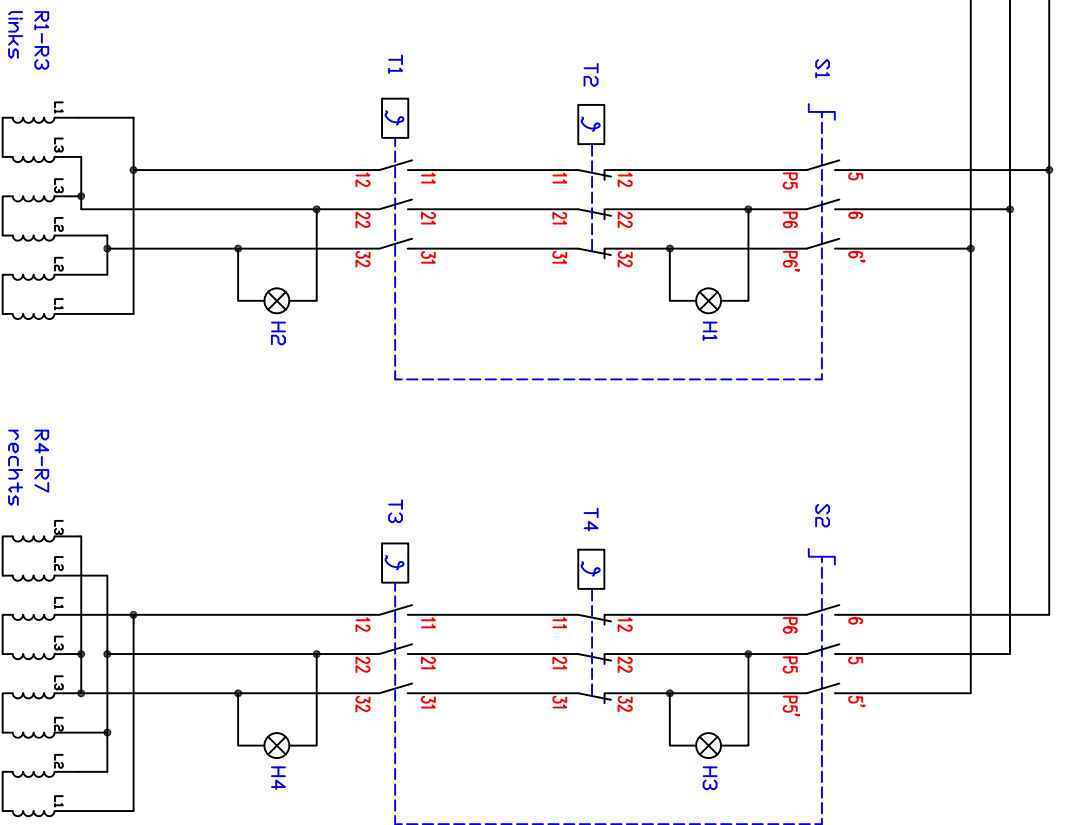 5 6 6' 6 5 5'
S1 S2
P5 P6 P6' P6 P5 P5'
H1 H3
12 22 32 12 22 32
T2 ϑ T4 ϑ
11 21 31 11 21 31
11 21 31 11 21 31
T1 ϑ T3 ϑ
12 22 32 12 22 32
H2 H4
L1 L3 L3 L2 L2 L1 L3 L2 L1 L3 L3 L2 L2 L1
R1-R3 R4-R7
links rechts